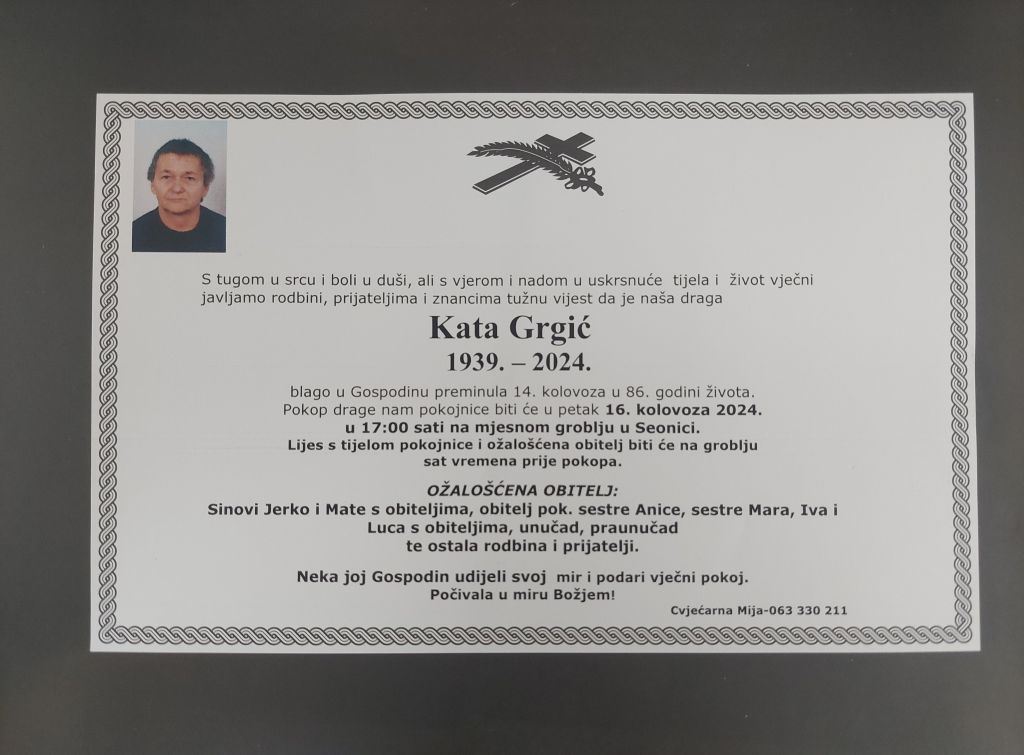 S tugom u srcu i boli u duši, ali s vjerom i nadom u uskrsnuće tijela i život vječni
javljamo rodbini, prijateljima i znancima tužnu vijest da je naša draga
Kata Grgić
1939. – 2024.
blago u Gospodinu preminula 14. kolovoza u 86. godini života.
Pokop drage nam pokojnice biti će u petak 16. kolovoza 2024.
u 17:00 sati na mjesnom groblju u Seonici.
Lijes s tijelom pokojnice i ožalošćena obitelj biti će na groblju
sat vremena prije pokopa.
OŽALOŠĆENA OBITELJ:
Sinovi Jerko i Mate s obiteljima, obitelj pok. sestre Anice, sestre Mara, Iva i
Luca s obiteljima, unučad, praunučad
te ostala rodbina i prijatelji.
Neka joj Gospodin udijeli svoj mir i podari vječni pokoj.
Počivala u miru Božjem!
Cvjećarna Mija-063 330 211